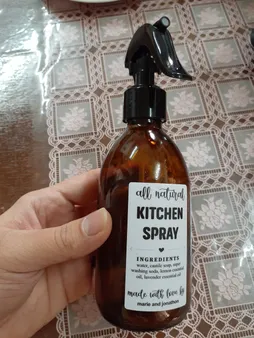 all natural
KITCHEN
SPRAY
INGREDIENTS
water, castile soap, super
washing soda, lemon essential
oil, lavender essential oil
made with love by
marie and jonathan